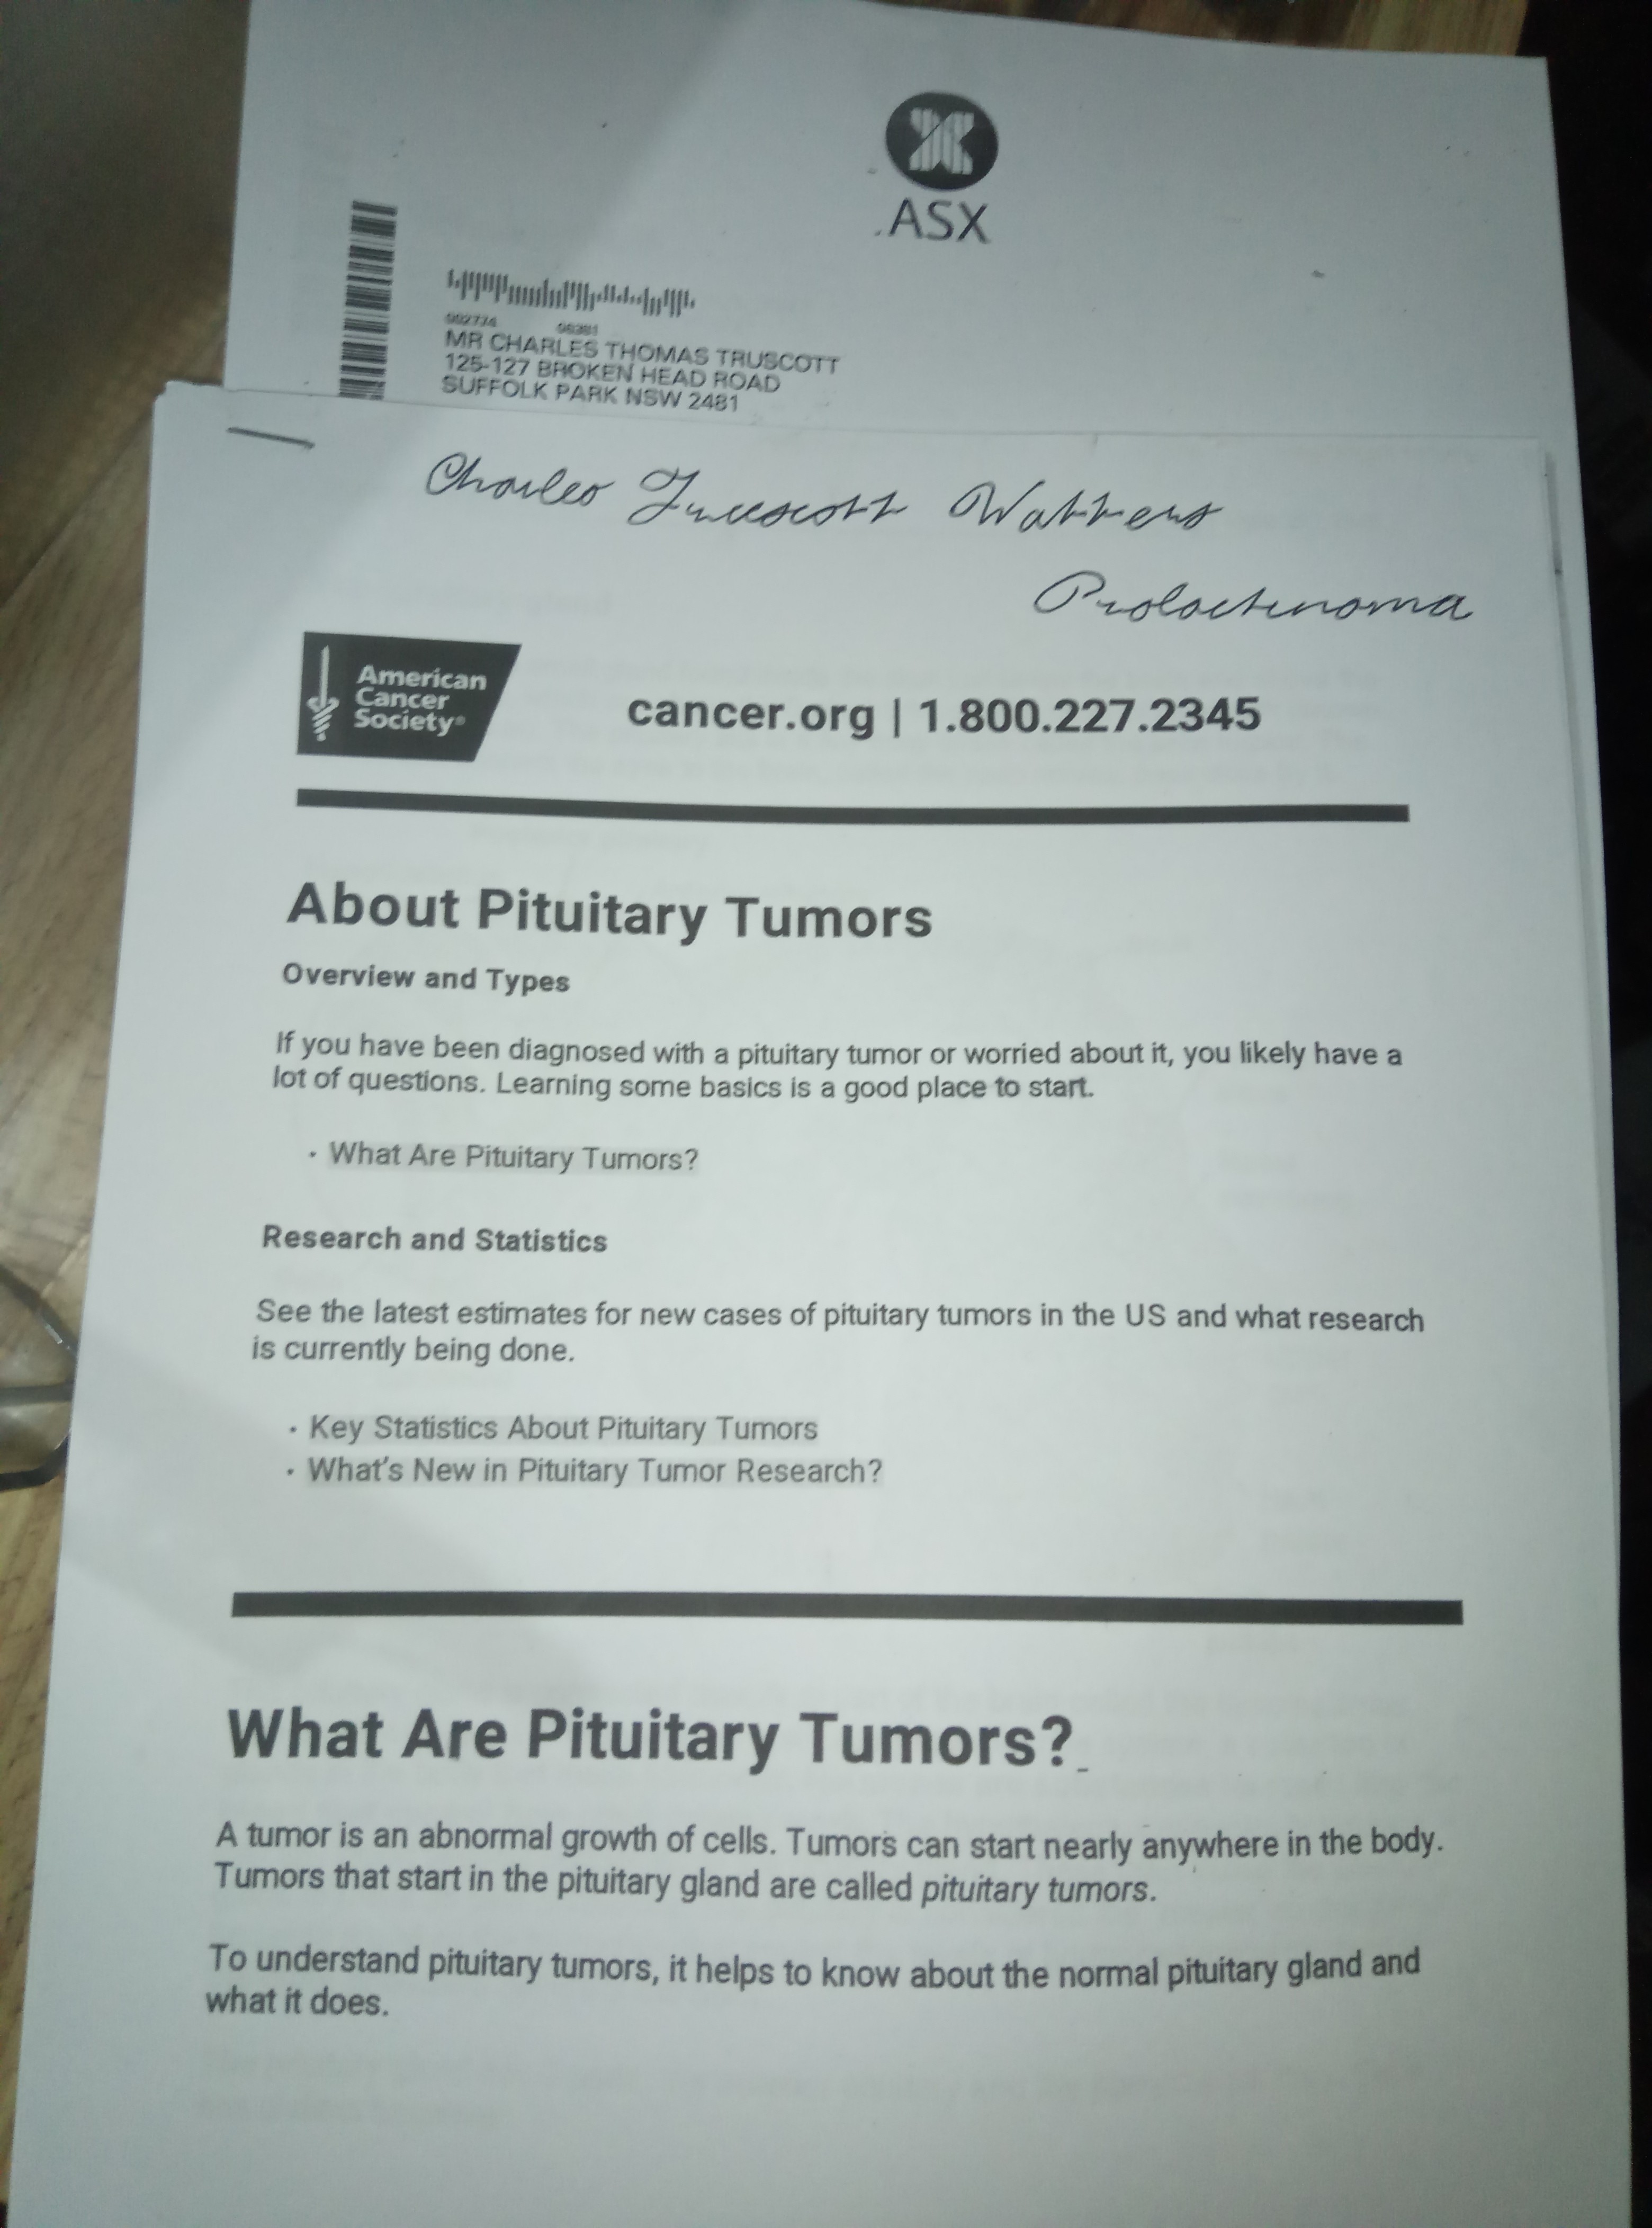 ASX
002774 06381
MR CHARLES THOMAS TRUSCOTT
125-127 BROKEN HEAD ROAD
SUFFOLK PARK NSW 2481
Charles Truscott Watters
Prolactinoma
American
Cancer
Society®
cancer.org | 1.800.227.2345
About Pituitary Tumors
Overview and Types
If you have been diagnosed with a pituitary tumor or worried about it, you likely have a
lot of questions. Learning some basics is a good place to start.
• What Are Pituitary Tumors?
Research and Statistics
See the latest estimates for new cases of pituitary tumors in the US and what research
is currently being done.
• Key Statistics About Pituitary Tumors
• What's New in Pituitary Tumor Research?
What Are Pituitary Tumors?
A tumor is an abnormal growth of cells. Tumors can start nearly anywhere in the body.
Tumors that start in the pituitary gland are called pituitary tumors.
To understand pituitary tumors, it helps to know about the normal pituitary gland and
what it does.